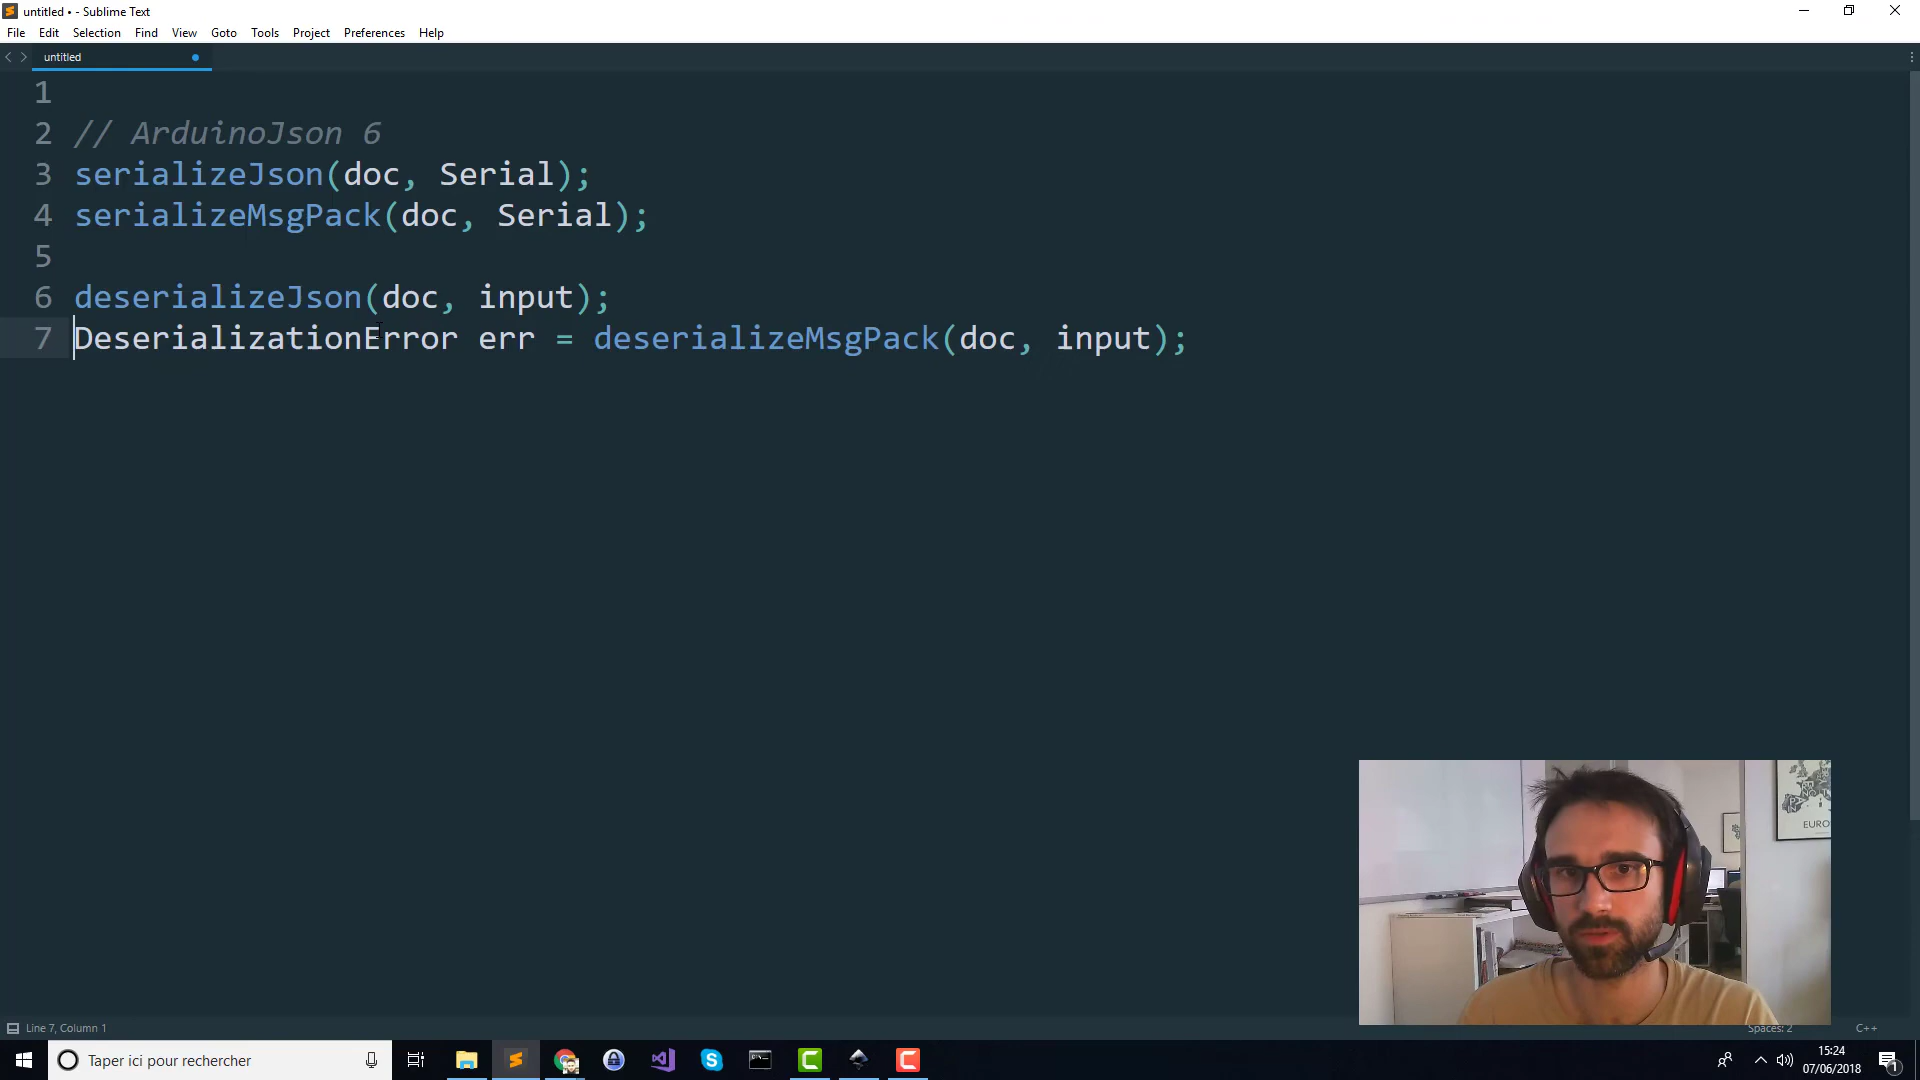 untitled • - Sublime Text
File Edit Selection Find View Goto Tools Project Preferences Help
untitled
1
2 // ArduinoJson 6
3 serializeJson(doc, Serial);
4 serializeMsgPack(doc, Serial);
5
6 deserializeJson(doc, input);
7 DeserializationError err = deserializeMsgPack(doc, input);
EURO
Line 7, Column 1
Spaces: 2 C++
Taper ici pour rechercher
15:24
07/06/2018
1